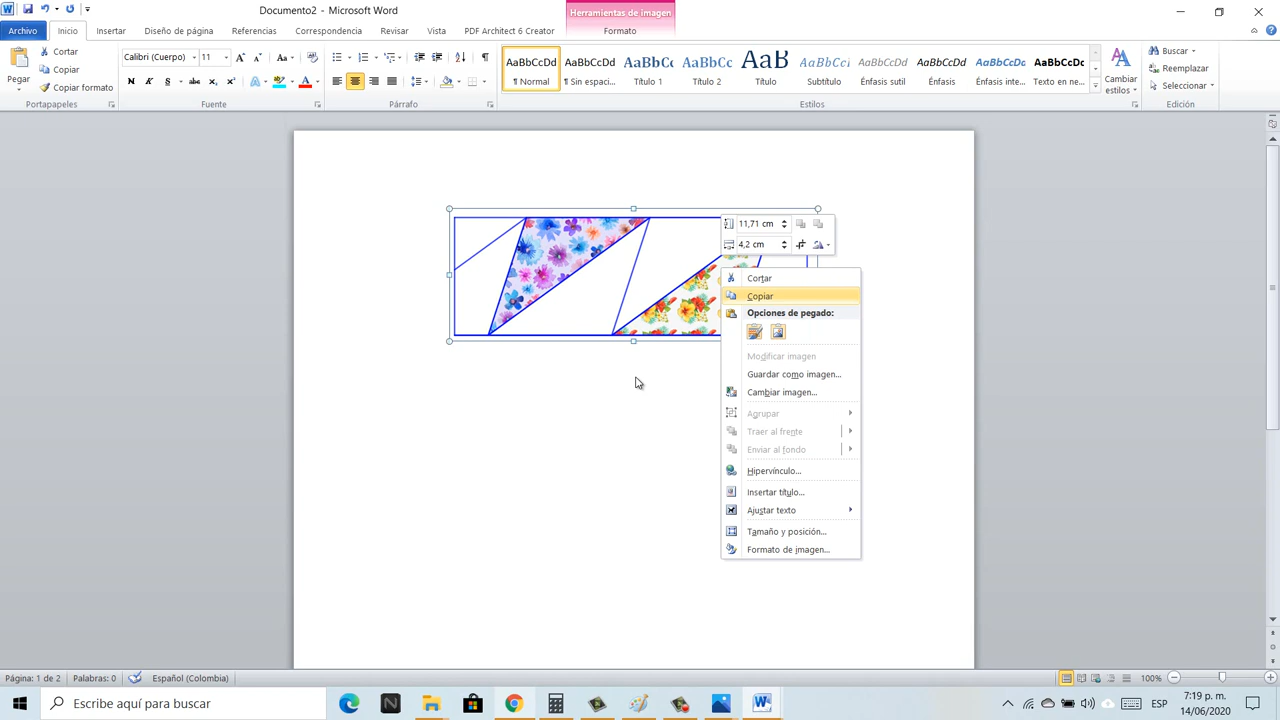 Documento2 - Microsoft Word
Herramientas de imagen
Archivo Inicio Insertar Diseño de página Referencias Correspondencia Revisar Vista PDF Architect 6 Creator Formato
Pegar
Cortar
Copiar
Copiar formato
Portapapeles
Calibri (Cuerpo) 11
N K S abc x₂ x²
Fuente
Párrafo
AaBbCcDd AaBbCcDd AaBbCc AaBbCc AaB AaBbCcI AaBbCcDd AaBbCcDd AaBbCcDd AaBbCcDc
¶ Normal ¶ Sin espaci... Título 1 Título 2 Título Subtítulo Énfasis sutil Énfasis Énfasis inte... Texto en ne...
Estilos
Cambiar estilos
Buscar
Reemplazar
Seleccionar
Edición
11,71 cm
4,2 cm
Cortar
Copiar
Opciones de pegado:
Modificar imagen
Guardar como imagen...
Cambiar imagen...
Agrupar
Traer al frente
Enviar al fondo
Hipervínculo...
Insertar título...
Ajustar texto
Tamaño y posición...
Formato de imagen...
Página: 1 de 2 Palabras: 0 Español (Colombia) 100%
Escribe aquí para buscar
ESP
7:19 p. m.
14/06/2020